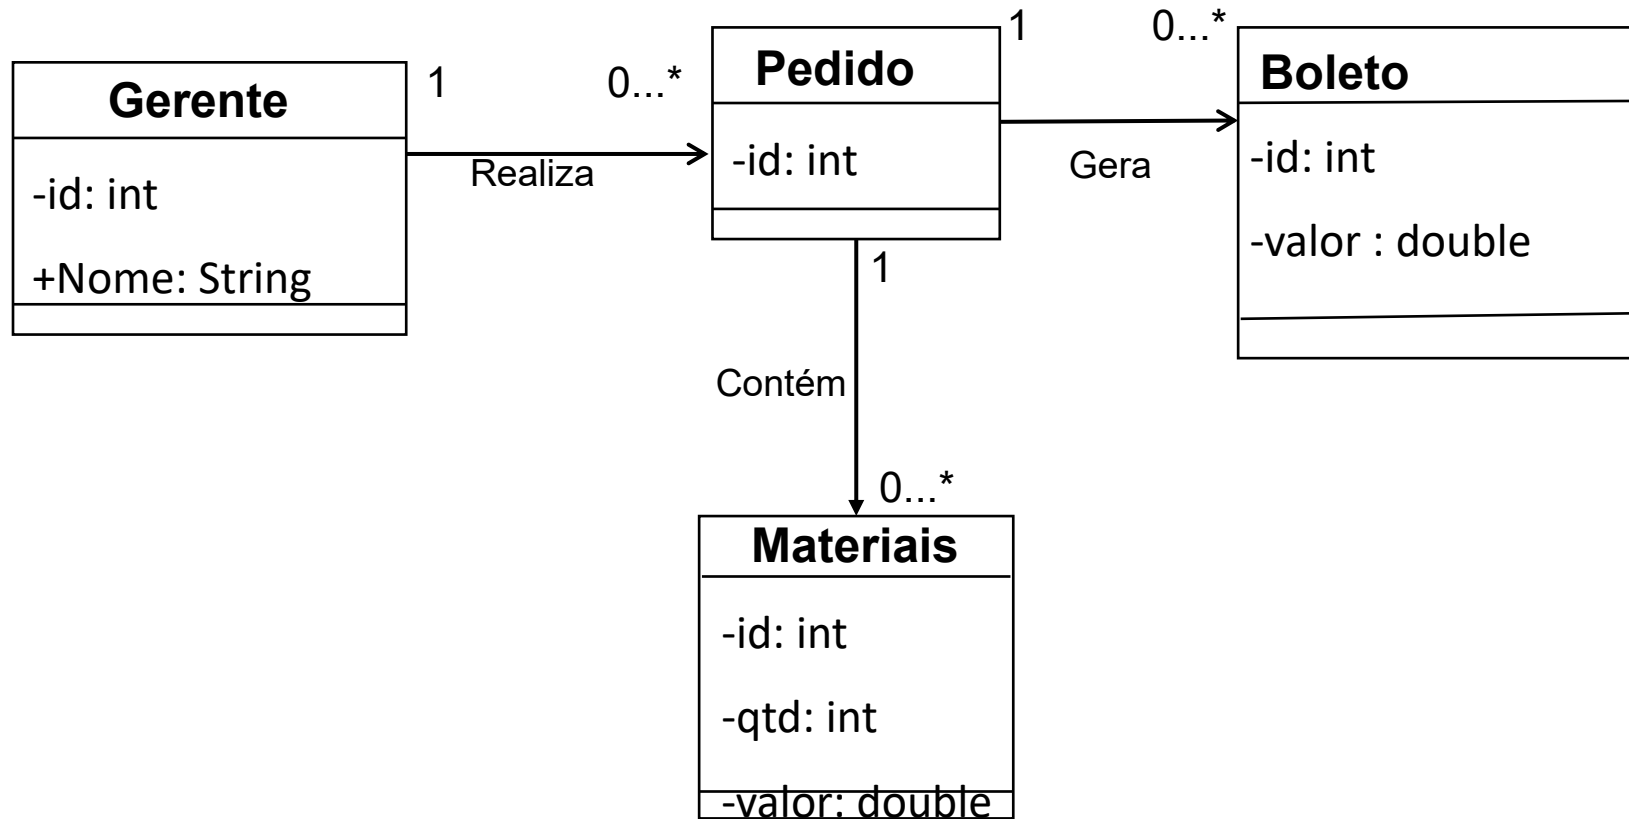 Gerente
-id: int
+Nome: String
1
0...*
Realiza
Pedido
-id: int
1
0...*
Gera
Boleto
-id: int
-valor : double
1
Contém
0...*
Materiais
-id: int
-qtd: int
-valor: double